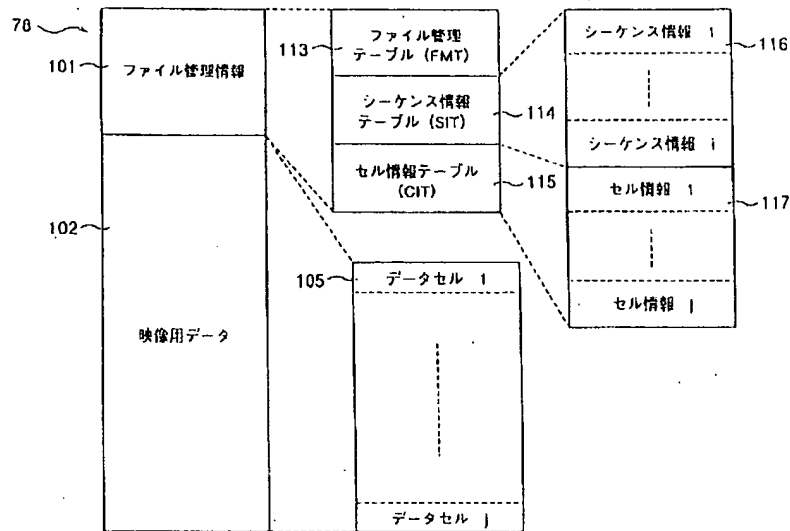 78
101
ファイル管理情報
102
映像用データ
113
ファイル管理
テーブル (FMT)
シーケンス情報
テーブル (SIT)
114
セル情報テーブル
(CIT)
115
シーケンス情報 1
116
シーケンス情報 i
セル情報 1
117
セル情報 j
105
データセル 1
データセル j